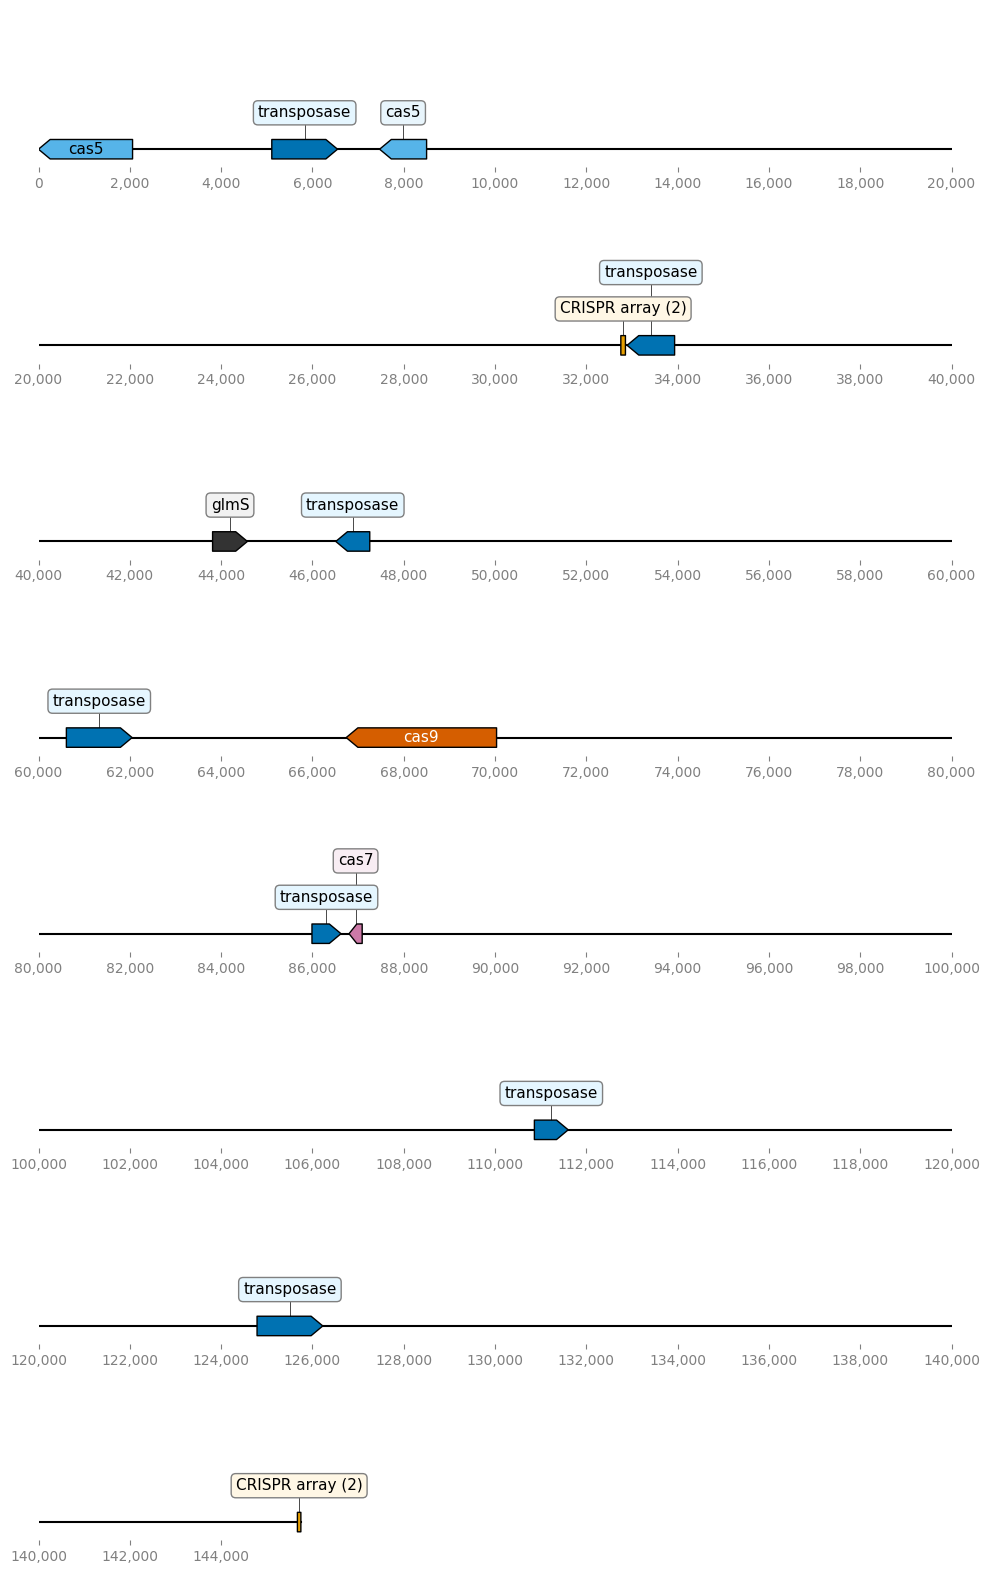 transposase cas5
cas5
0 2,000 4,000 6,000 8,000 10,000 12,000 14,000 16,000 18,000 20,000
transposase
CRISPR array (2)
20,000 22,000 24,000 26,000 28,000 30,000 32,000 34,000 36,000 38,000 40,000
glmS transposase
40,000 42,000 44,000 46,000 48,000 50,000 52,000 54,000 56,000 58,000 60,000
transposase
cas9
60,000 62,000 64,000 66,000 68,000 70,000 72,000 74,000 76,000 78,000 80,000
cas7
transposase
80,000 82,000 84,000 86,000 88,000 90,000 92,000 94,000 96,000 98,000 100,000
transposase
100,000 102,000 104,000 106,000 108,000 110,000 112,000 114,000 116,000 118,000 120,000
transposase
120,000 122,000 124,000 126,000 128,000 130,000 132,000 134,000 136,000 138,000 140,000
CRISPR array (2)
140,000 142,000 144,000